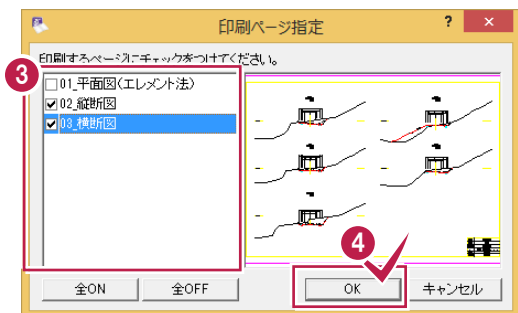 印刷ページ指定
? ×
印刷するページにチェックをつけてください。
3
01_平面図(エレメント法)
02_縦断図
03_横断図
4
全ON 全OFF OK キャンセル